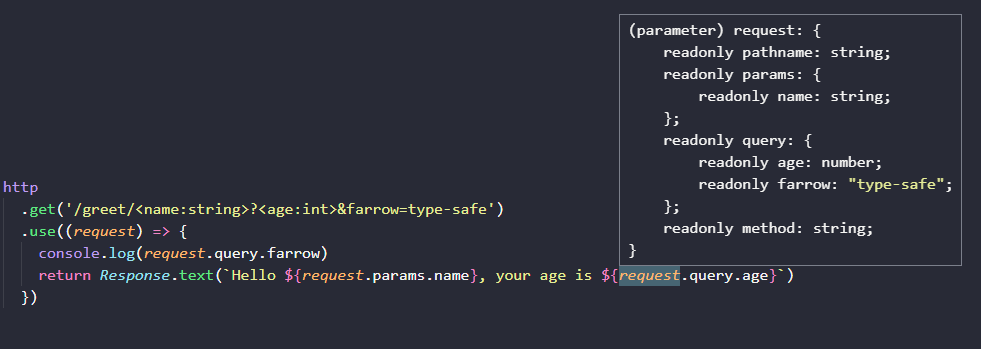 (parameter) request: {
    readonly pathname: string;
    readonly params: {
        readonly name: string;
    };
    readonly query: {
        readonly age: number;
        readonly farrow: "type-safe";
    };
    readonly method: string;
}
http
  .get('/greet/<name:string>?<age:int>&farrow=type-safe')
  .use((request) => {
    console.log(request.query.farrow)
    return Response.text(`Hello ${request.params.name}, your age is ${request.query.age}`)
  })